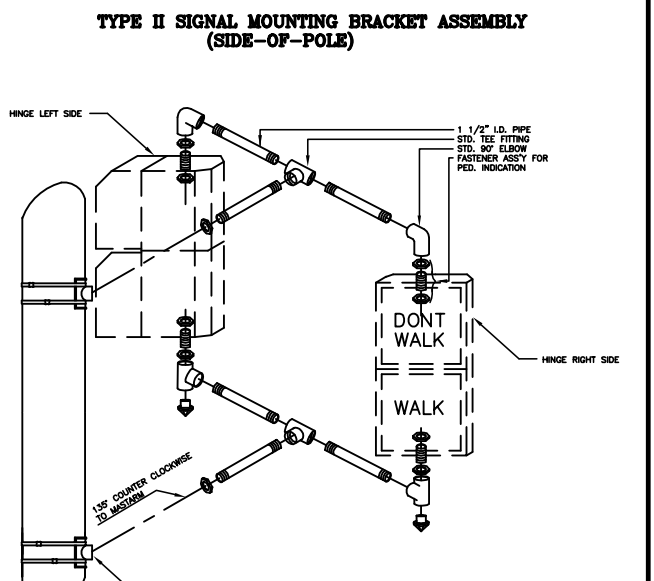 TYPE II SIGNAL MOUNTING BRACKET ASSEMBLY
(SIDE-OF-POLE)
HINGE LEFT SIDE
1 1/2" I.D. PIPE
STD. TEE FITTING
STD. 90° ELBOW
FASTENER ASS'Y FOR
PED. INDICATION
DONT
WALK
HINGE RIGHT SIDE
WALK
135° COUNTER CLOCKWISE
TO MASTARM